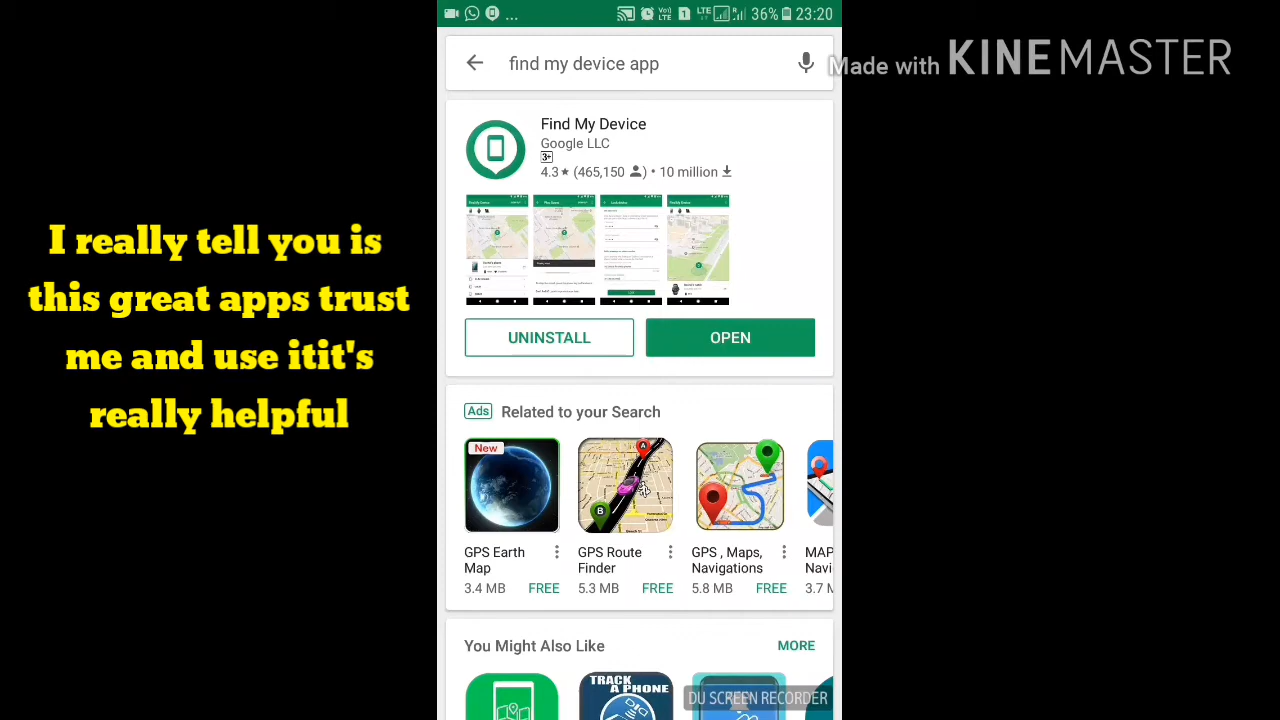 ... LTE 1 LTE 36% 23:20
find my device app
Made with KINEMASTER
Find My Device
Google LLC
3+
4.3★ (465,150) • 10 million
I really tell you is
this great apps trust
me and use itit's
really helpful
UNINSTALL
OPEN
Ads Related to your Search
New
A
B
GPS Earth
Map
3.4 MB FREE
GPS Route
Finder
5.3 MB FREE
GPS , Maps,
Navigations
5.8 MB FREE
MAP
Navi
3.7 M
You Might Also Like
MORE
TRACK
A PHONE
DU SCREEN RECORDER